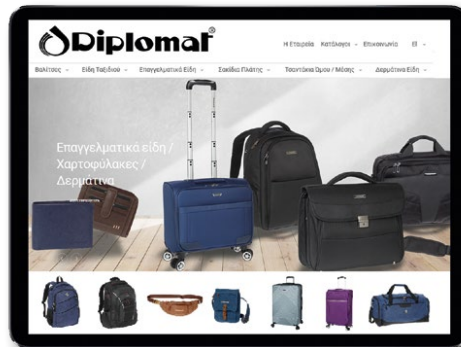 Diplomat®
Η Εταιρεία Κατάλογοι Επικοινωνία
Βαλίτσες Είδη Ταξιδιού Επαγγελματικά Είδη Σακίδια Πλάτης Τσαντάκια Ώμου / Μέσης Δερμάτινα Είδη
Επαγγελματικά είδη /
Χαρτοφύλακες /
Δερμάτινα